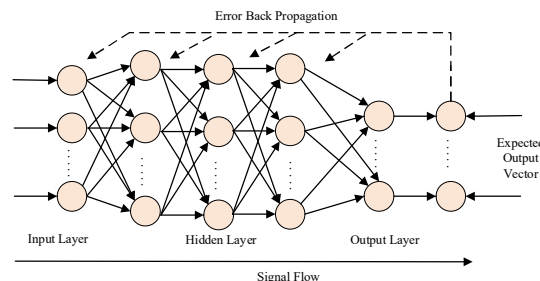 Error Back Propagation
Expected
Output
Vector
Input Layer
Hidden Layer
Output Layer
Signal Flow